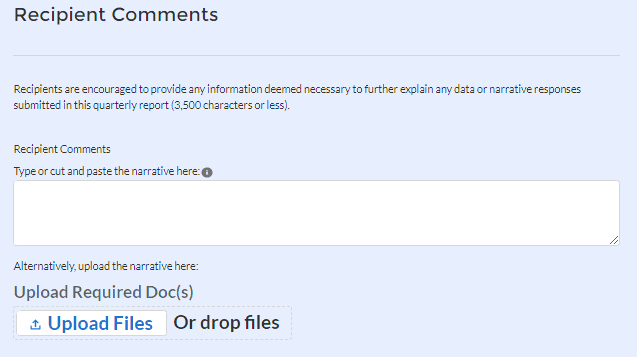 Recipient Comments
Recipients are encouraged to provide any information deemed necessary to further explain any data or narrative responses
submitted in this quarterly report (3,500 characters or less).
Recipient Comments
Type or cut and paste the narrative here:
Alternatively, upload the narrative here:
Upload Required Doc(s)
Upload Files Or drop files